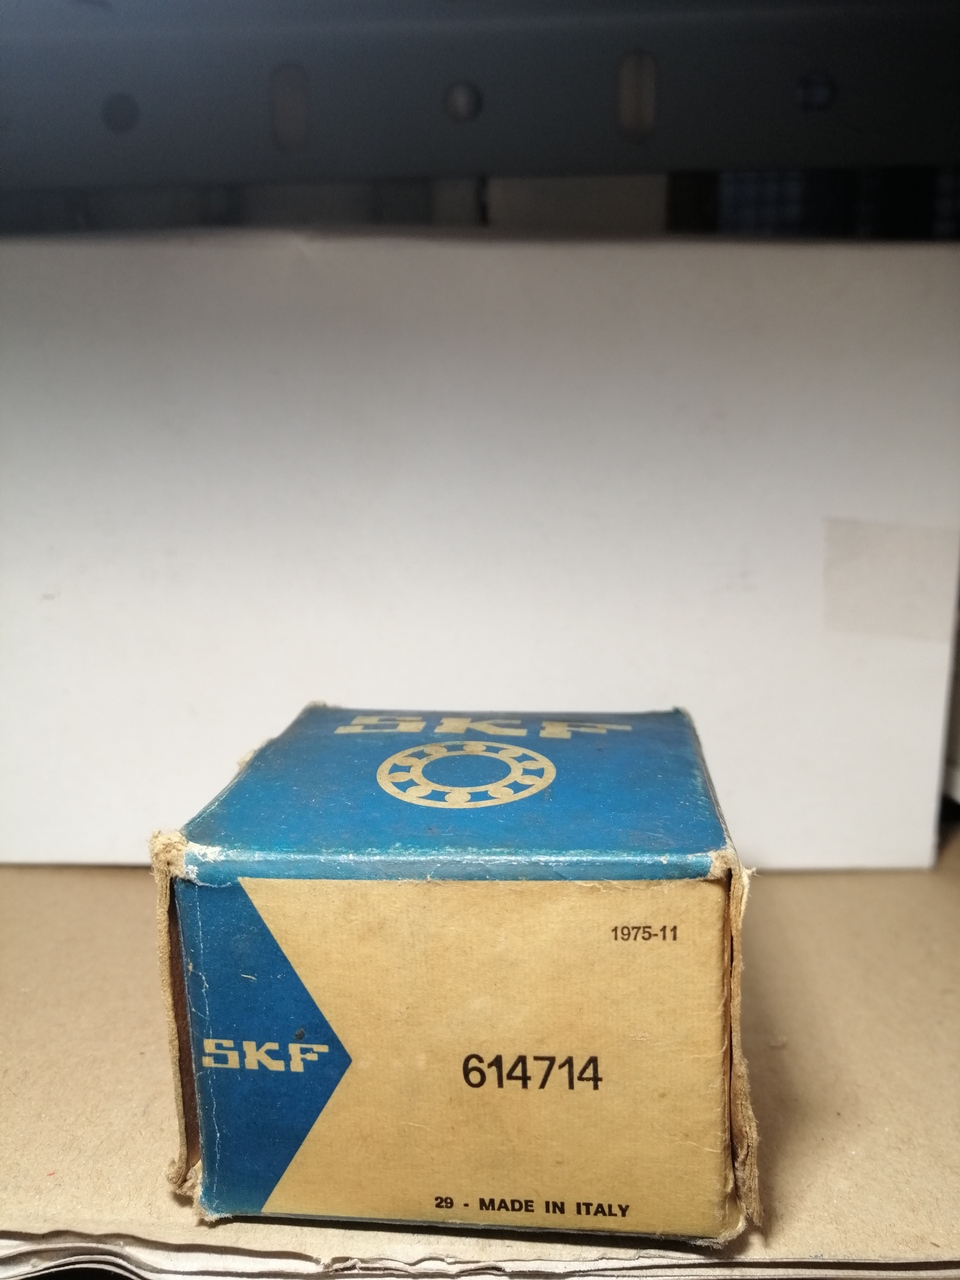 SKF
1975-11
SKF
614714
29 - MADE IN ITALY